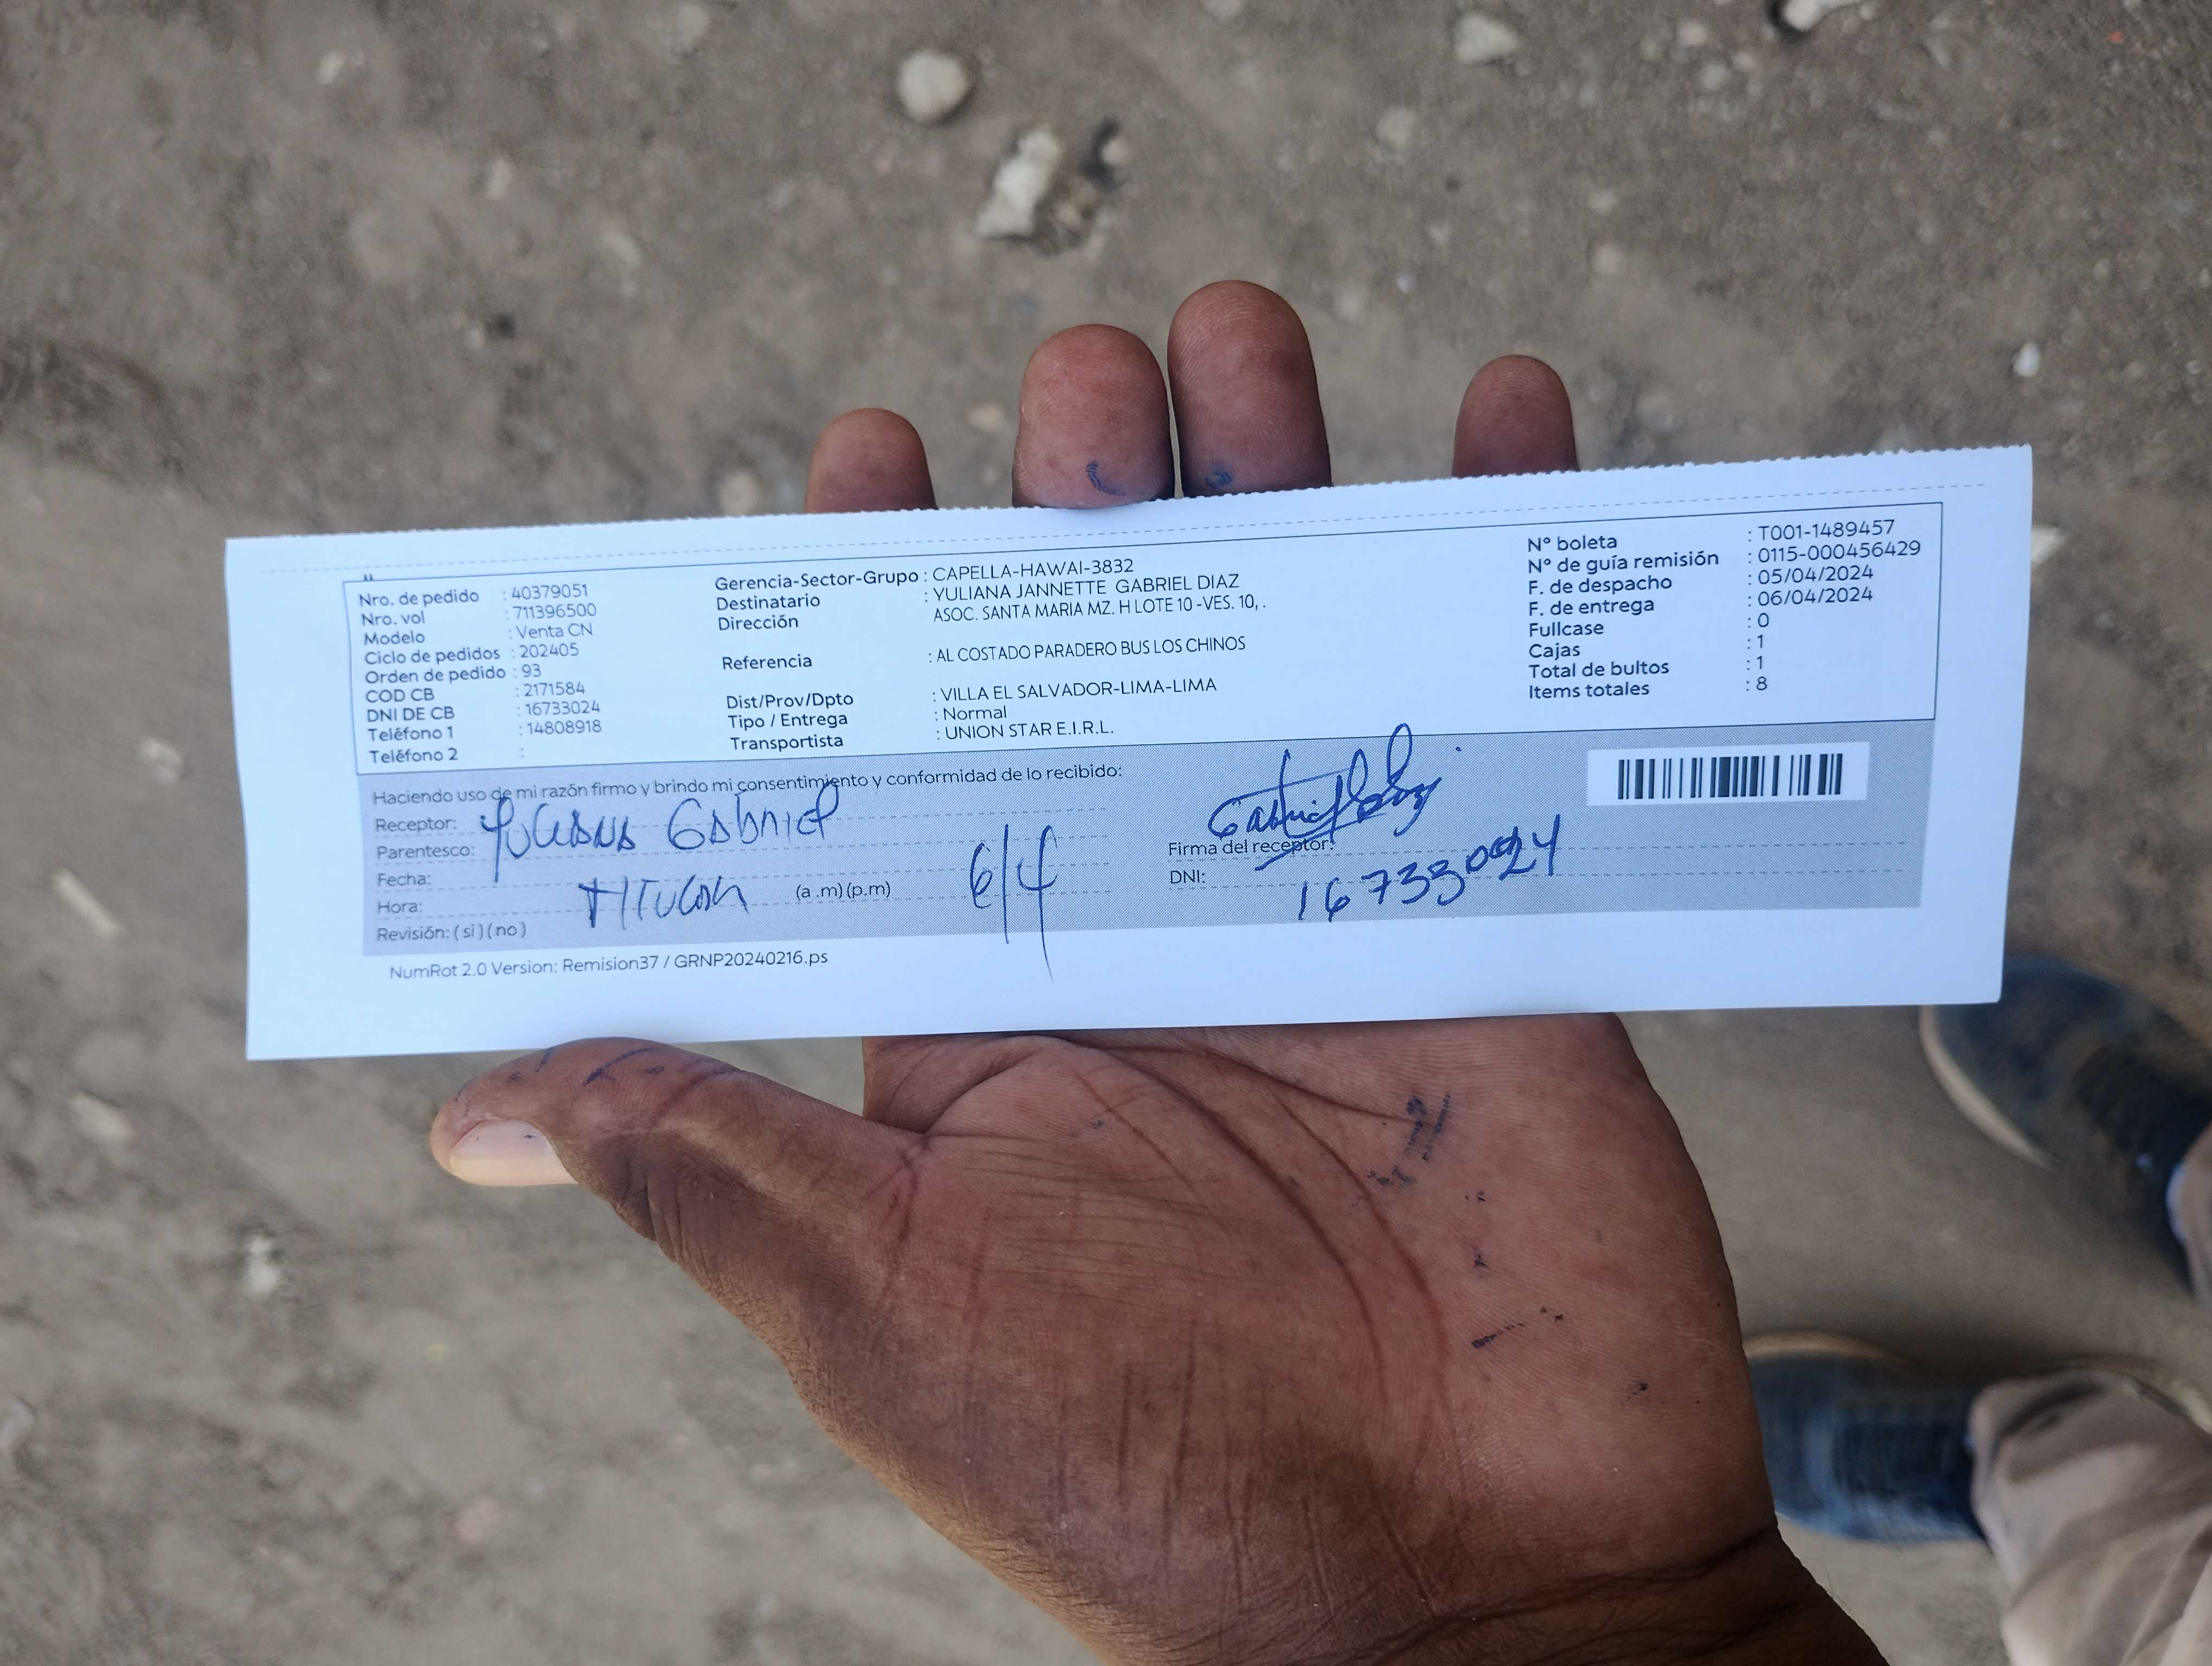 Nro. de pedido : 40379051
Nro. vol : 711396500
Modelo : Venta CN
Ciclo de pedidos : 202405
Orden de pedido : 93
COD CB : 2171584
DNI DE CB : 16733024
Teléfono 1 : 14808918
Teléfono 2 :
Gerencia-Sector-Grupo : CAPELLA-HAWAI-3832
Destinatario : YULIANA JANNETTE GABRIEL DIAZ
Dirección ASOC. SANTA MARIA MZ. H LOTE 10 -VES. 10, .
Referencia : AL COSTADO PARADERO BUS LOS CHINOS
Dist/Prov/Dpto : VILLA EL SALVADOR-LIMA-LIMA
Tipo / Entrega : Normal
Transportista : UNION STAR E.I.R.L.
N° boleta : T001-1489457
N° de guía remisión : 0115-000456429
F. de despacho : 05/04/2024
F. de entrega : 06/04/2024
Fullcase : 0
Cajas : 1
Total de bultos : 1
Items totales : 8
Haciendo uso de mi razón firmo y brindo mi consentimiento y conformidad de lo recibido:
Receptor: Gabriel
Parentesco:
Fecha: 6/4
Hora: (a .m) (p.m)
Revisión: ( si ) ( no )
Firma del receptor:
DNI: 16733024
NumRot 2.0 Version: Remision37 / GRNP20240216.ps